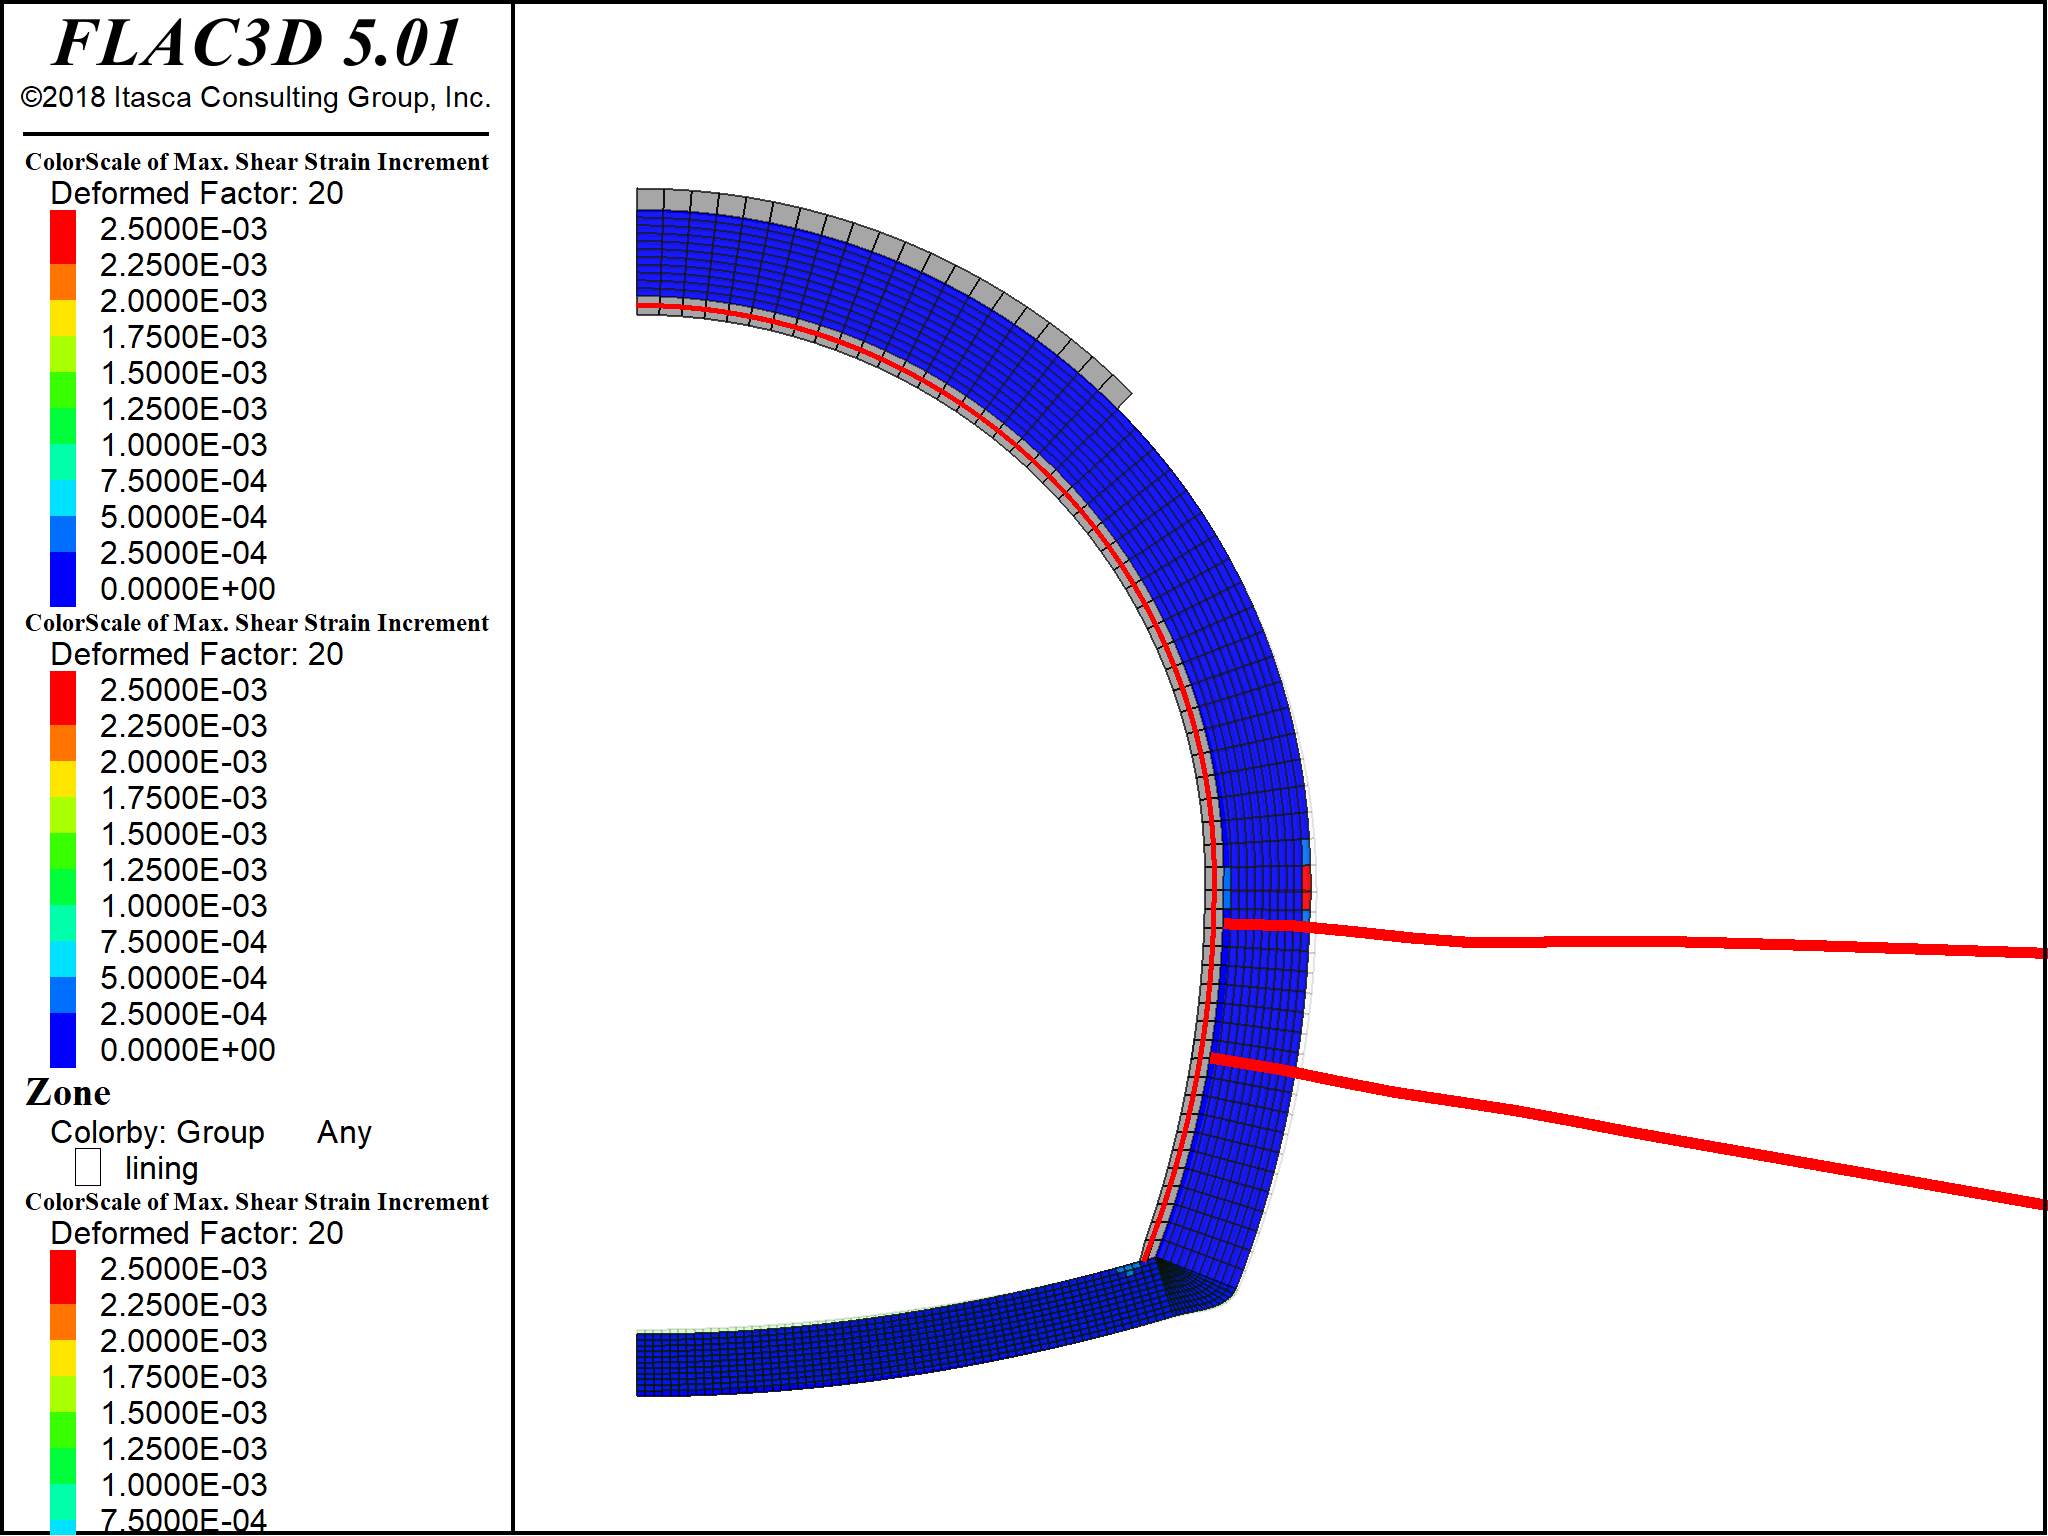 FLAC3D 5.01
©2018 Itasca Consulting Group, Inc.
ColorScale of Max. Shear Strain Increment
Deformed Factor: 20
2.5000E-03
2.2500E-03
2.0000E-03
1.7500E-03
1.5000E-03
1.2500E-03
1.0000E-03
7.5000E-04
5.0000E-04
2.5000E-04
0.0000E+00
ColorScale of Max. Shear Strain Increment
Deformed Factor: 20
2.5000E-03
2.2500E-03
2.0000E-03
1.7500E-03
1.5000E-03
1.2500E-03
1.0000E-03
7.5000E-04
5.0000E-04
2.5000E-04
0.0000E+00
Zone
Colorby: Group Any
lining
ColorScale of Max. Shear Strain Increment
Deformed Factor: 20
2.5000E-03
2.2500E-03
2.0000E-03
1.7500E-03
1.5000E-03
1.2500E-03
1.0000E-03
7.5000E-04